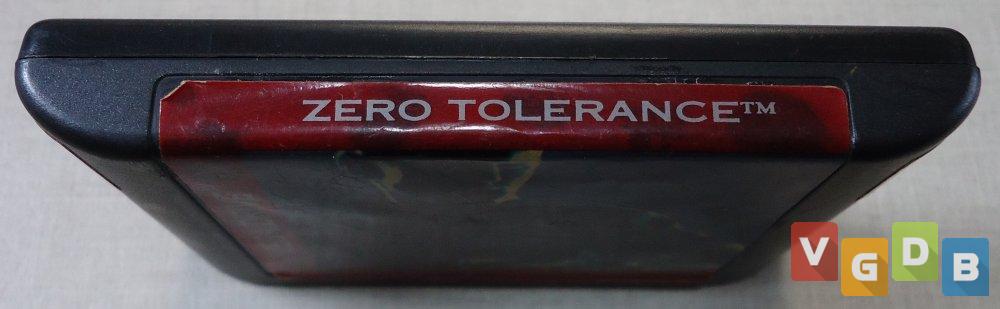 ZERO TOLERANCE™
VGDB